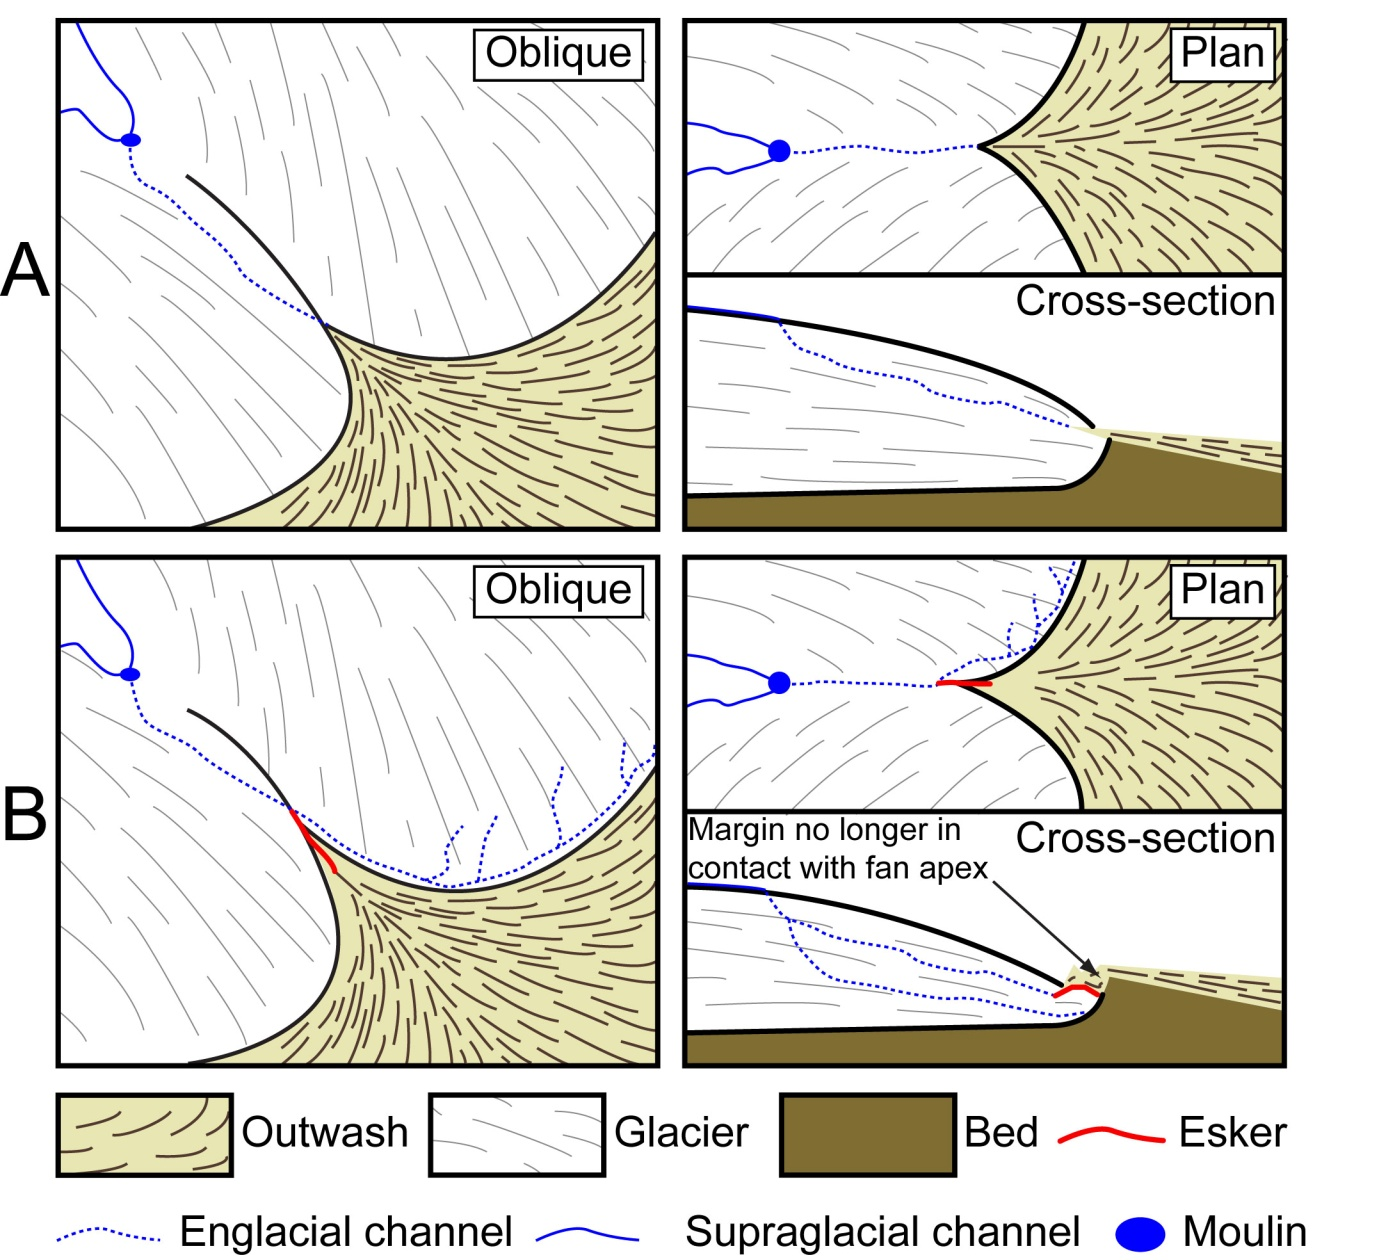 A
Oblique
Plan
Cross-section
B
Oblique
Plan
Margin no longer in
contact with fan apex
Cross-section
Outwash
Glacier
Bed
Esker
Englacial channel
Supraglacial channel
Moulin